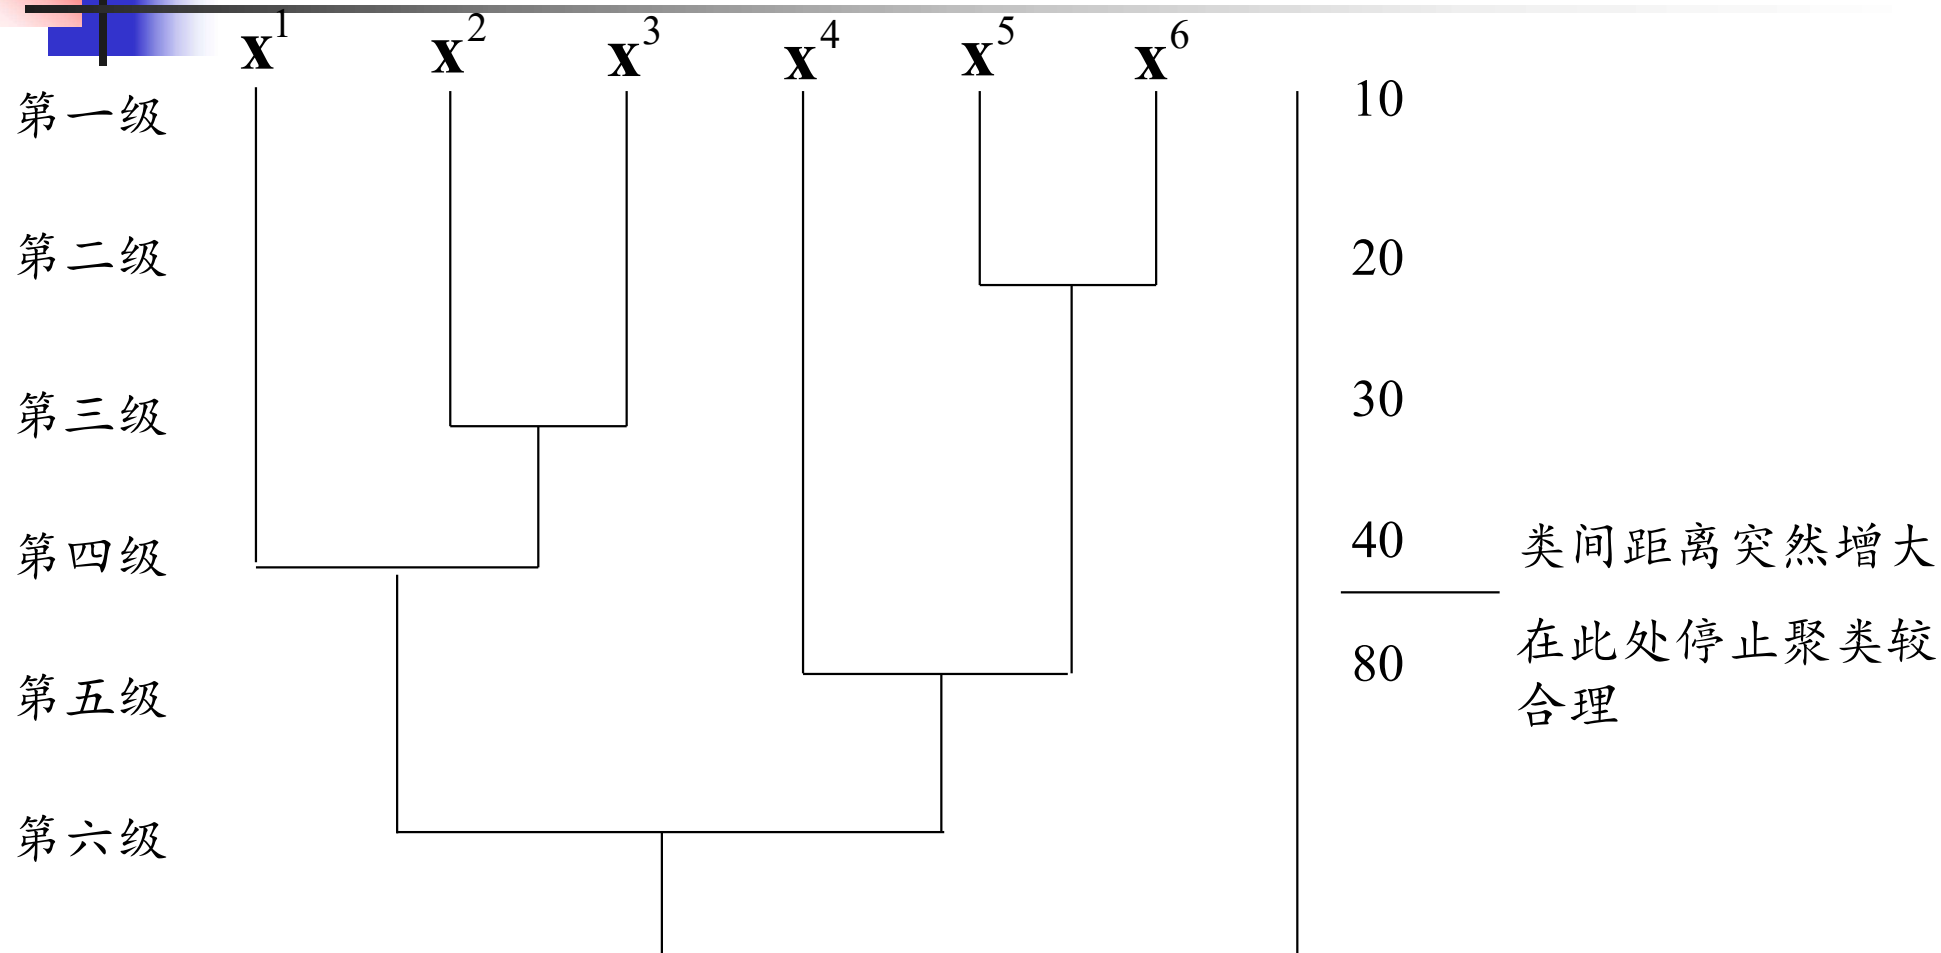 x¹ x² x³ x⁴ x⁵ x⁶
第一级 10
第二级 20
第三级 30
第四级 40 类间距离突然增大
第五级 80 在此处停止聚类较
合理
第六级